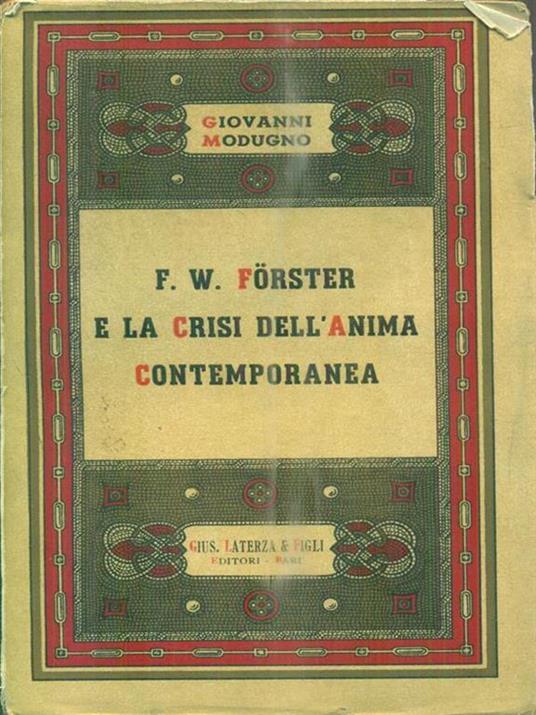 GIOVANNI
MODUGNO
F. W. FÖRSTER
E LA CRISI DELL'ANIMA
CONTEMPORANEA
GIUS. LATERZA & FIGLI
EDITORI - BARI